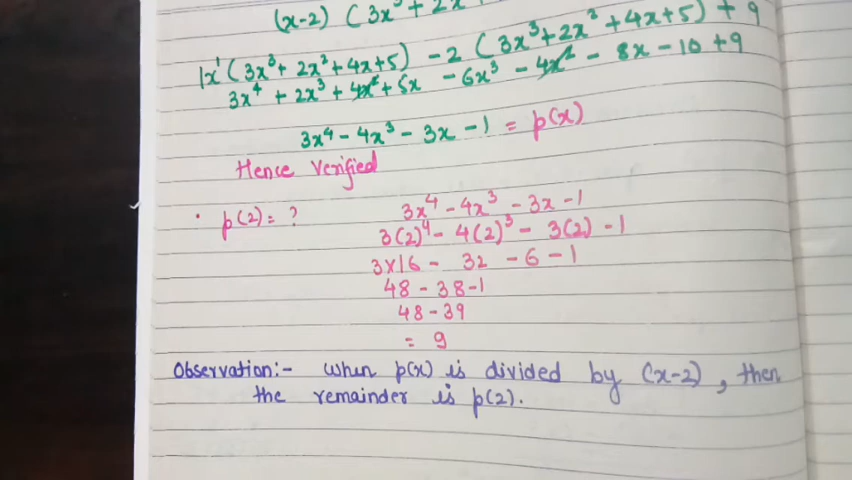 (x-2) (3x³ + 2x
1x¹(3x³ + 2x² + 4x + 5) - 2 (3x³ + 2x² + 4x + 5) + 9
3x⁴ + 2x³ + 4x² + 5x - 6x³ - 4x² - 8x - 10 + 9
3x⁴ - 4x³ - 3x - 1 = p(x)
Hence Verified
3x⁴ - 4x³ - 3x - 1
• p(2) = ?
3(2)⁴ - 4(2)³ - 3(2) - 1
3×16 - 32 - 6 - 1
48 - 38 - 1
48 - 39
= 9
Observation:- when p(x) is divided by (x-2), then
the remainder is p(2).